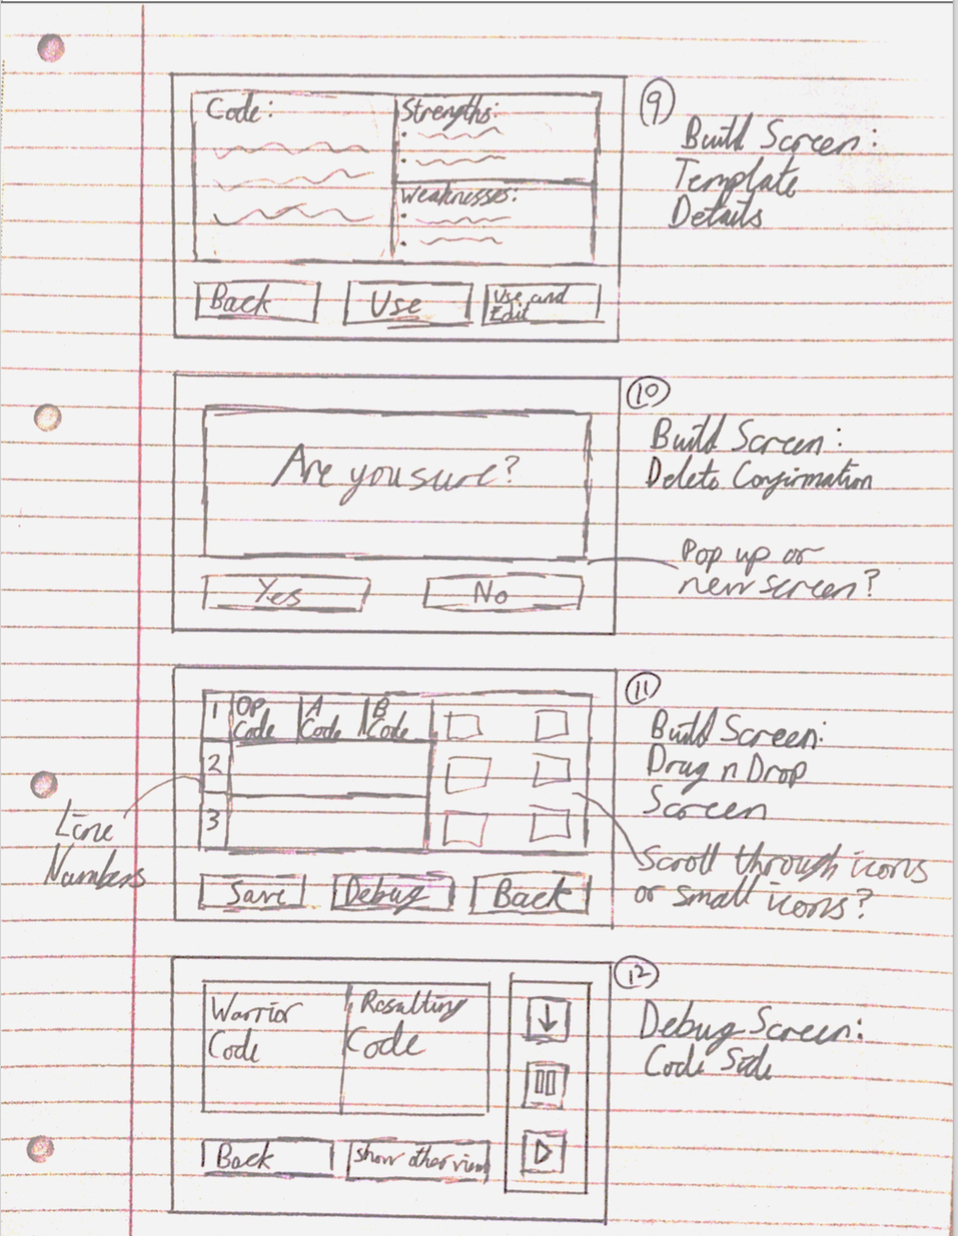 Code:
Strengths:
Weaknesses:
Back
Use
Use and
Edit
9
Build Screen:
Template
Details
Are you sure?
Yes
No
10
Build Screen:
Delete Confirmation
Pop up or
new screen?
1
OP
Code
A
Code
B
Code
2
3
Line
Numbers
Save
Debug
Back
11
Build Screen:
Drag n Drop
Screen
Scroll through icons
or small icons?
Warrior
Code
Resulting
Code
Back
Show other view
12
Debug Screen:
Code Side